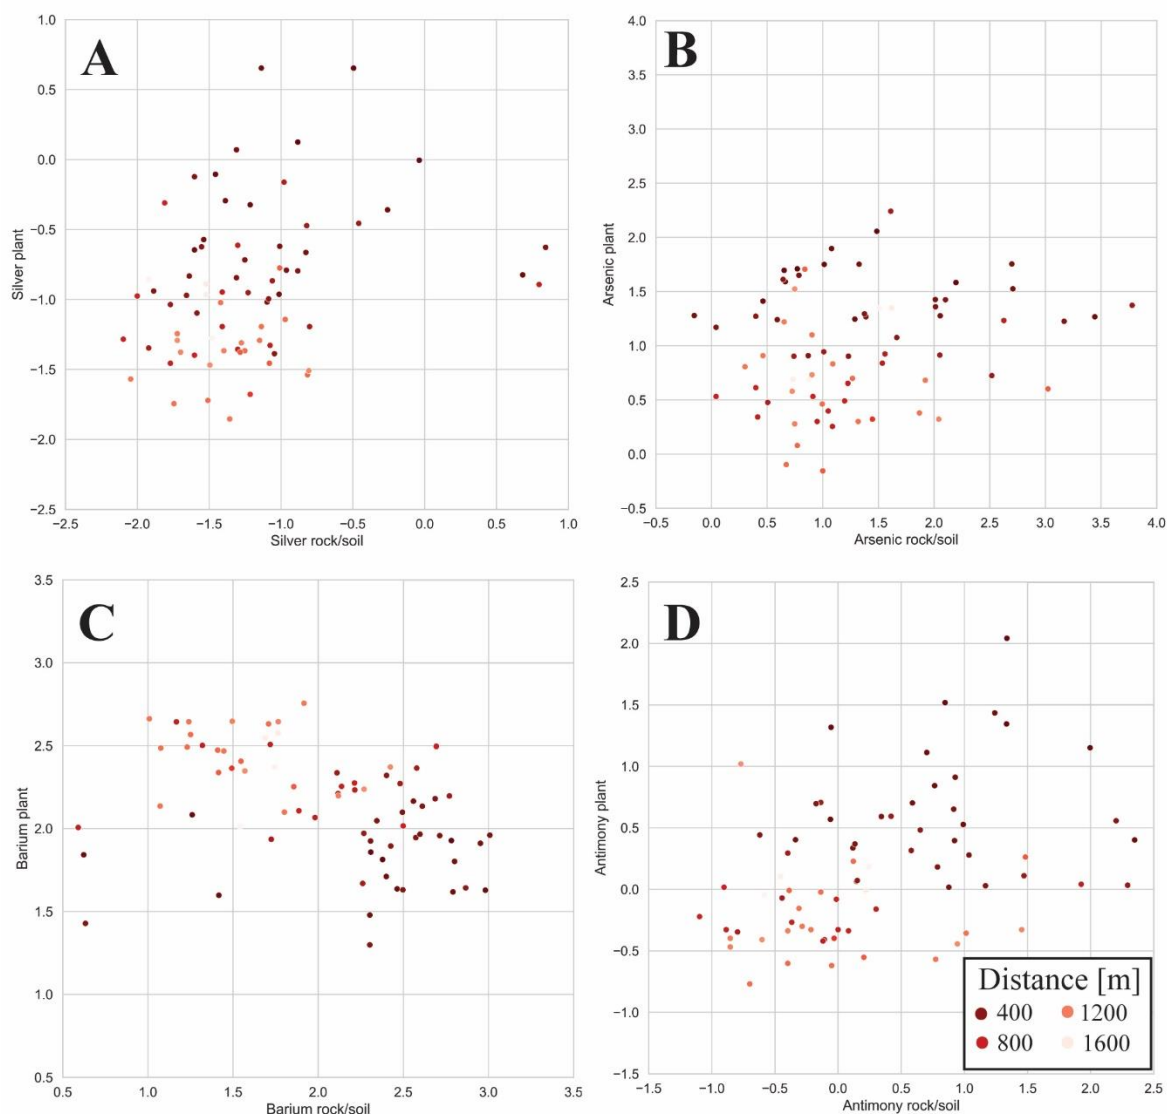 A
1.0
0.5
0.0
−0.5
−1.0
−1.5
−2.0
−2.5
Silver plant
−2.5 −2.0 −1.5 −1.0 −0.5 0.0 0.5 1.0
Silver rock/soil
B
4.0
3.5
3.0
2.5
2.0
1.5
1.0
0.5
0.0
−0.5
Arsenic plant
−0.5 0.0 0.5 1.0 1.5 2.0 2.5 3.0 3.5 4.0
Arsenic rock/soil
C
3.5
3.0
2.5
2.0
1.5
1.0
0.5
Barium plant
0.5 1.0 1.5 2.0 2.5 3.0 3.5
Barium rock/soil
D
2.5
2.0
1.5
1.0
0.5
0.0
−0.5
−1.0
−1.5
Antimony plant
−1.5 −1.0 −0.5 0.0 0.5 1.0 1.5 2.0 2.5
Antimony rock/soil
Distance [m]
400 1200
800 1600